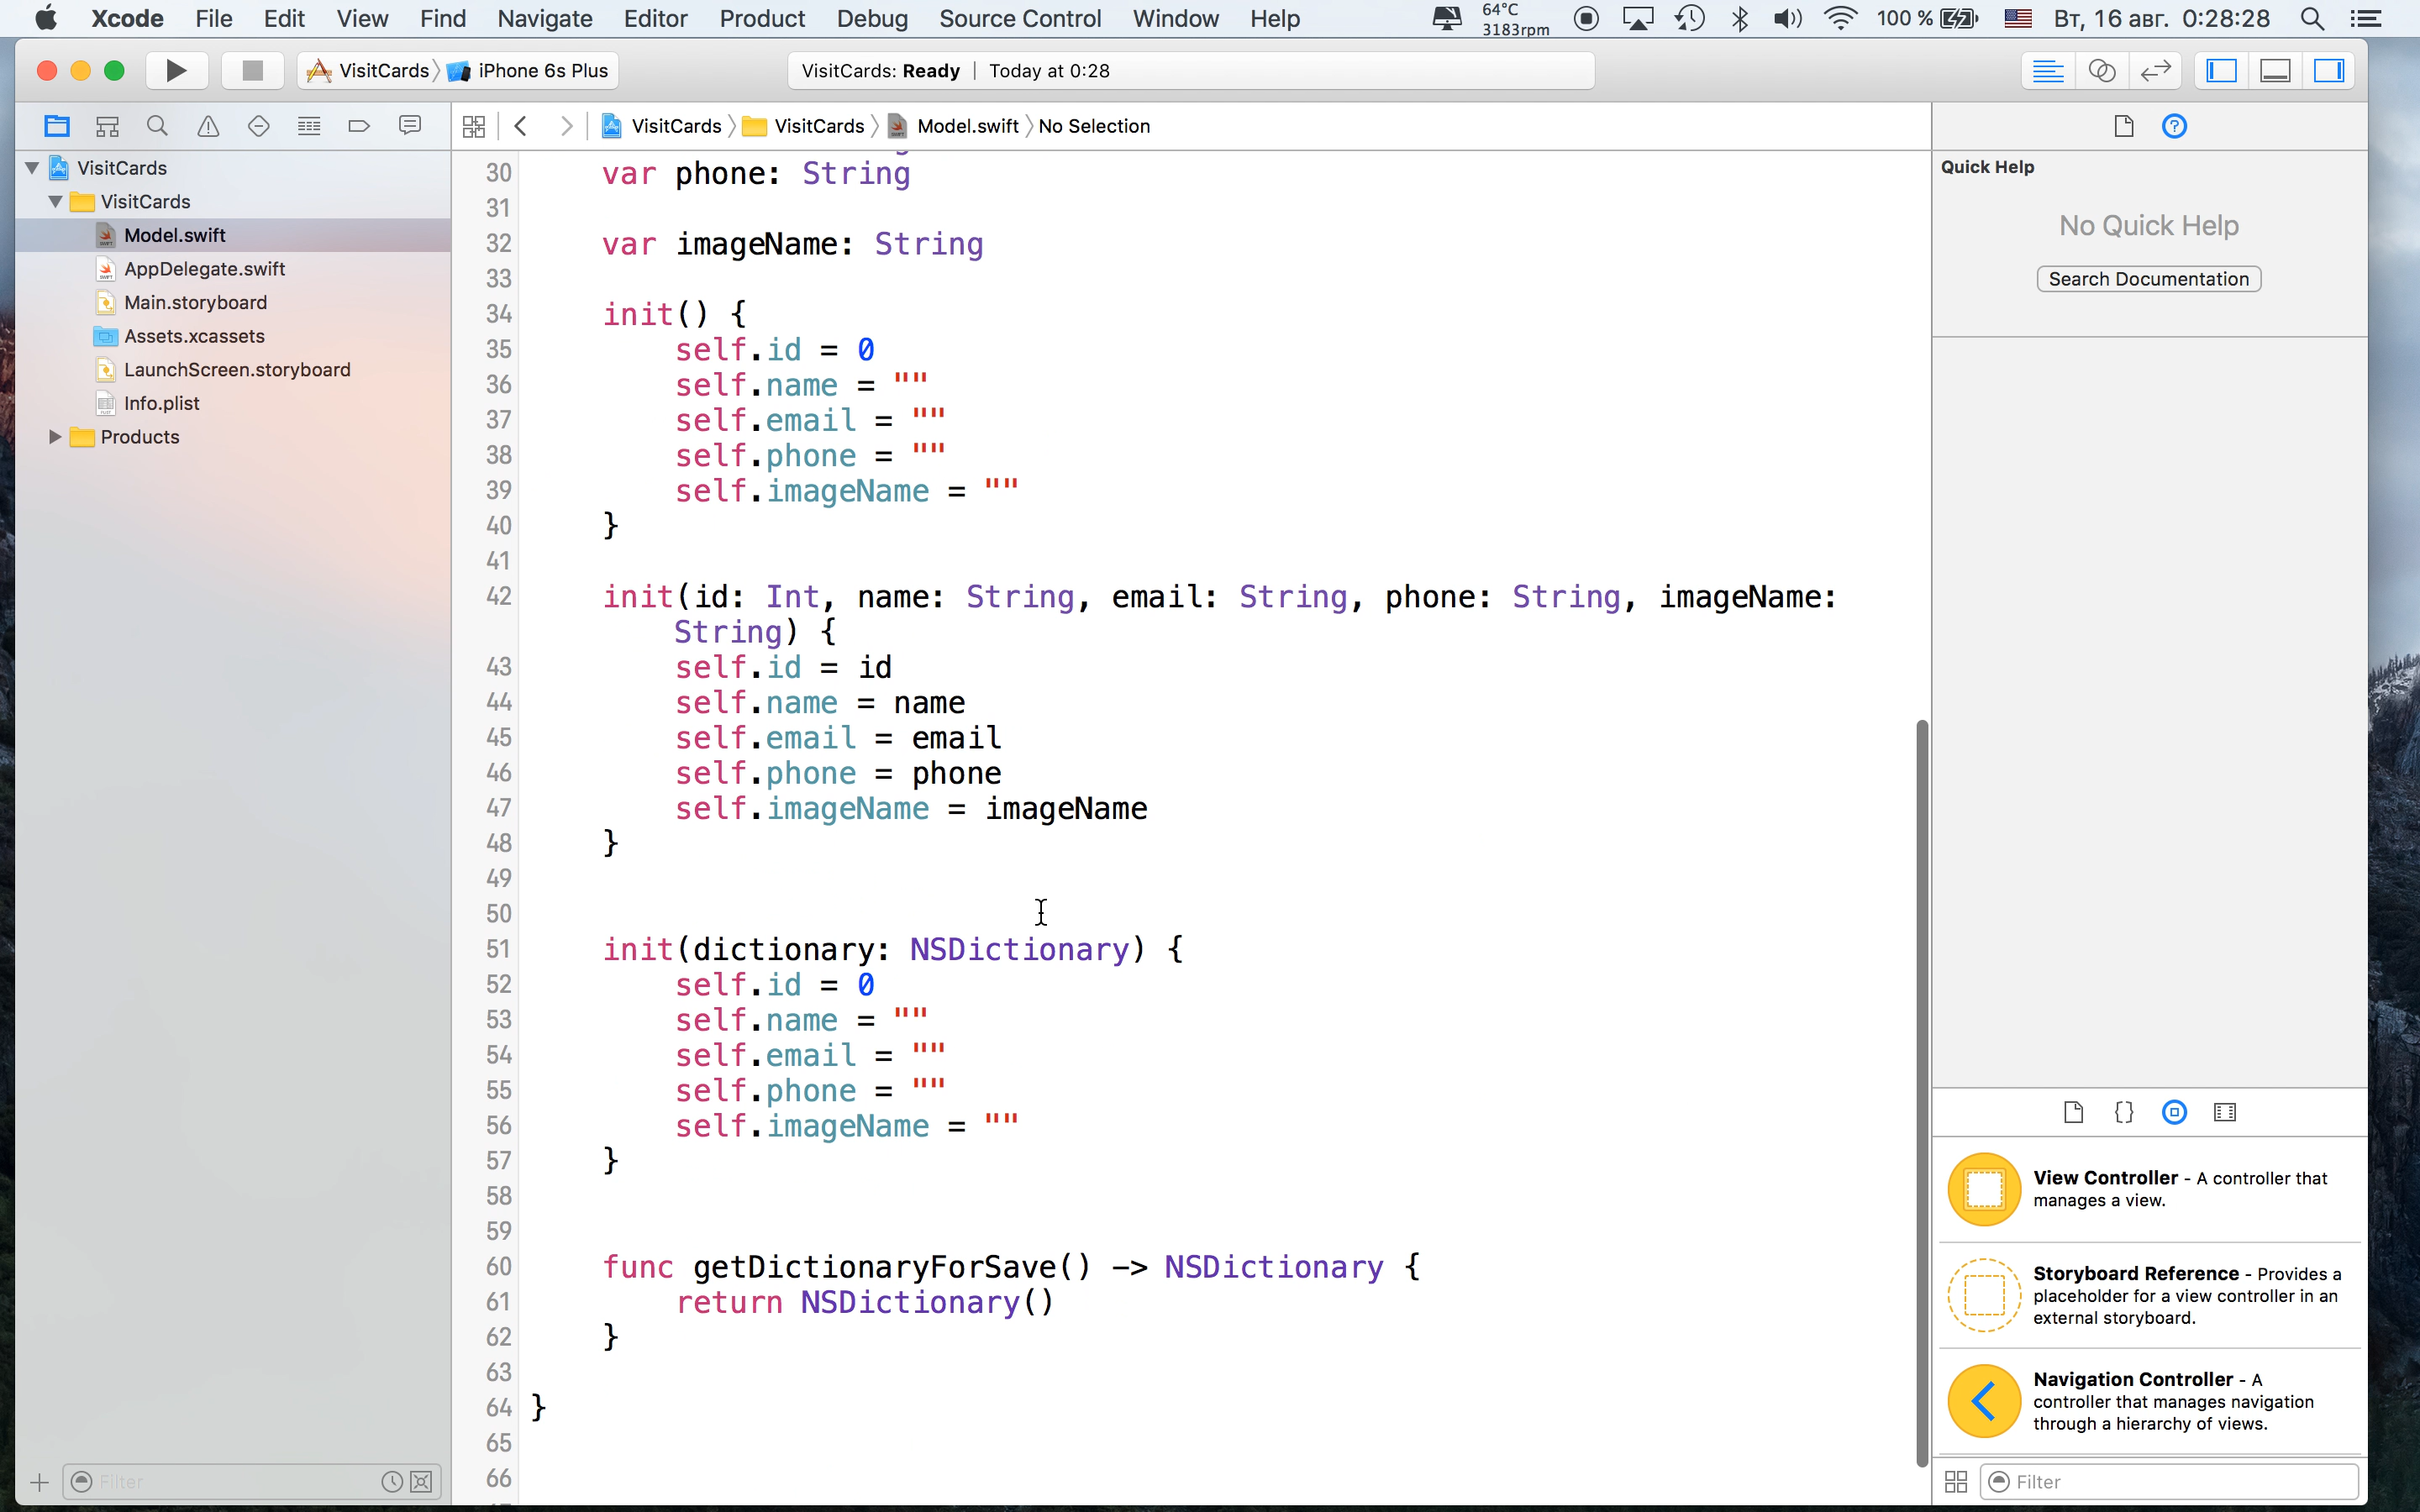 Xcode File Edit View Find Navigate Editor Product Debug Source Control Window Help 64°C 3183rpm 100 % Вт, 16 авг. 0:28:28
VisitCards iPhone 6s Plus VisitCards: Ready | Today at 0:28
VisitCards VisitCards Model.swift No Selection
VisitCards
VisitCards
Model.swift
AppDelegate.swift
Main.storyboard
Assets.xcassets
LaunchScreen.storyboard
Info.plist
Products
Filter
30 var phone: String
31
32 var imageName: String
33
34 init() {
35 self.id = 0
36 self.name = ""
37 self.email = ""
38 self.phone = ""
39 self.imageName = ""
40 }
41
42 init(id: Int, name: String, email: String, phone: String, imageName:
String) {
43 self.id = id
44 self.name = name
45 self.email = email
46 self.phone = phone
47 self.imageName = imageName
48 }
49
50
51 init(dictionary: NSDictionary) {
52 self.id = 0
53 self.name = ""
54 self.email = ""
55 self.phone = ""
56 self.imageName = ""
57 }
58
59
60 func getDictionaryForSave() -> NSDictionary {
61 return NSDictionary()
62 }
63
64 }
65
66
Quick Help
No Quick Help
Search Documentation
View Controller - A controller that
manages a view.
Storyboard Reference - Provides a
placeholder for a view controller in an
external storyboard.
Navigation Controller - A
controller that manages navigation
through a hierarchy of views.
Filter